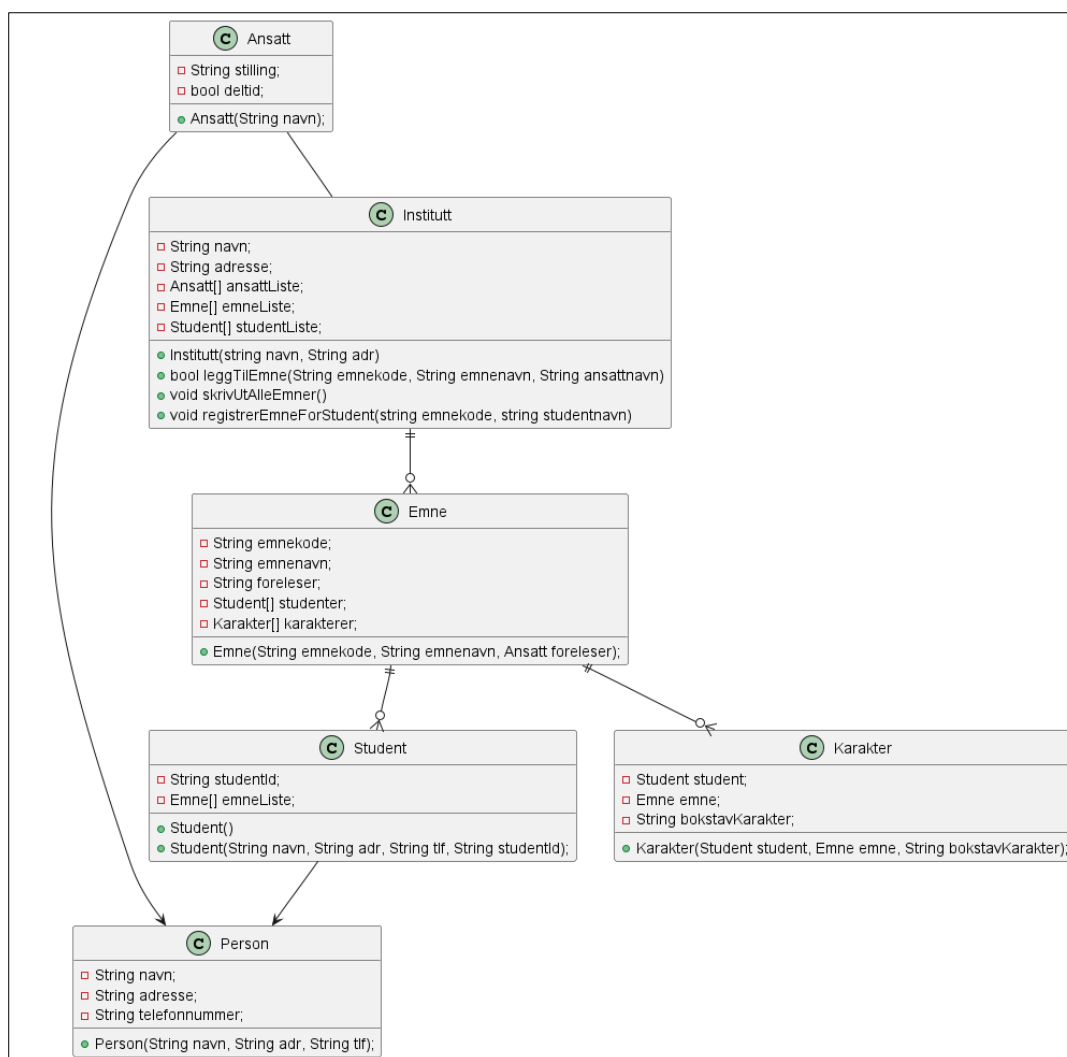 C Ansatt
String stilling;
bool deltid;
Ansatt(String navn);
C Institutt
String navn;
String adresse;
Ansatt[] ansattListe;
Emne[] emneListe;
Student[] studentListe;
Institutt(string navn, String adr)
bool leggTilEmne(String emnekode, String emnenavn, String ansattnavn)
void skrivUtAlleEmner()
void registrerEmneForStudent(string emnekode, string studentnavn)
C Emne
String emnekode;
String emnenavn;
String foreleser;
Student[] studenter;
Karakter[] karakterer;
Emne(String emnekode, String emnenavn, Ansatt foreleser);
C Student
String studentId;
Emne[] emneListe;
Student()
Student(String navn, String adr, String tlf, String studentId);
C Karakter
Student student;
Emne emne;
String bokstavKarakter;
Karakter(Student student, Emne emne, String bokstavKarakter);
C Person
String navn;
String adresse;
String telefonnummer;
Person(String navn, String adr, String tlf);